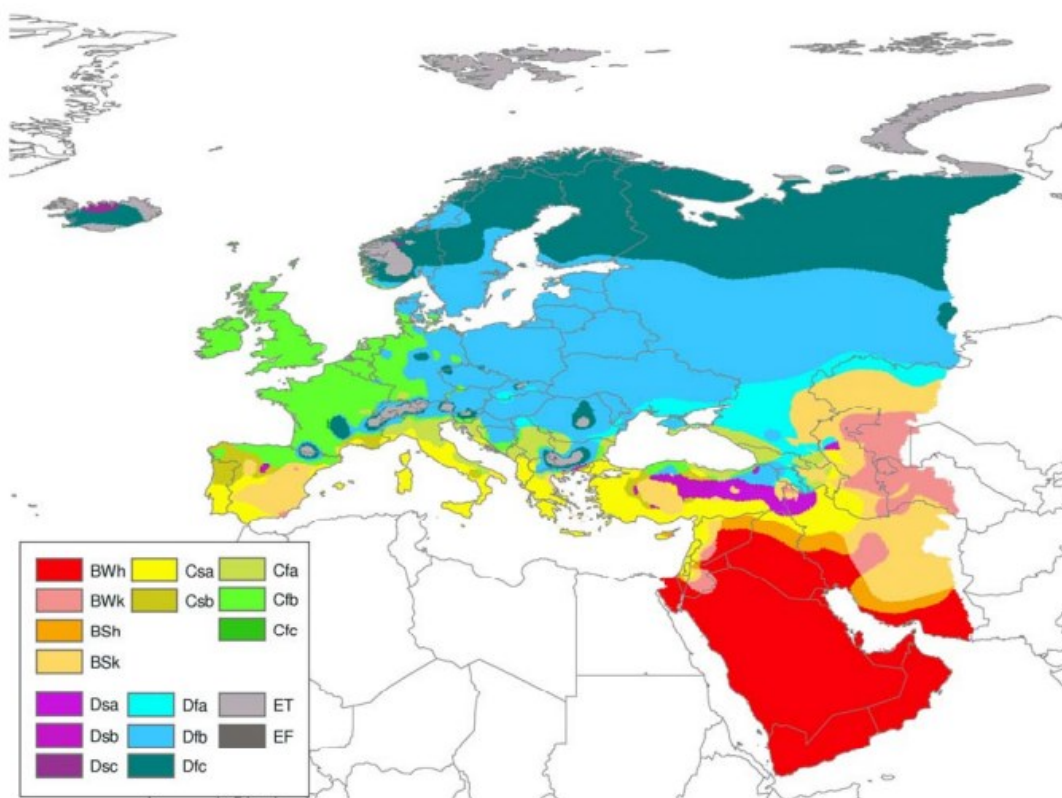 BWh Csa Cfa
BWk Csb Cfb
BSh Cfc
BSk
Dsa Dfa ET
Dsb Dfb EF
Dsc Dfc